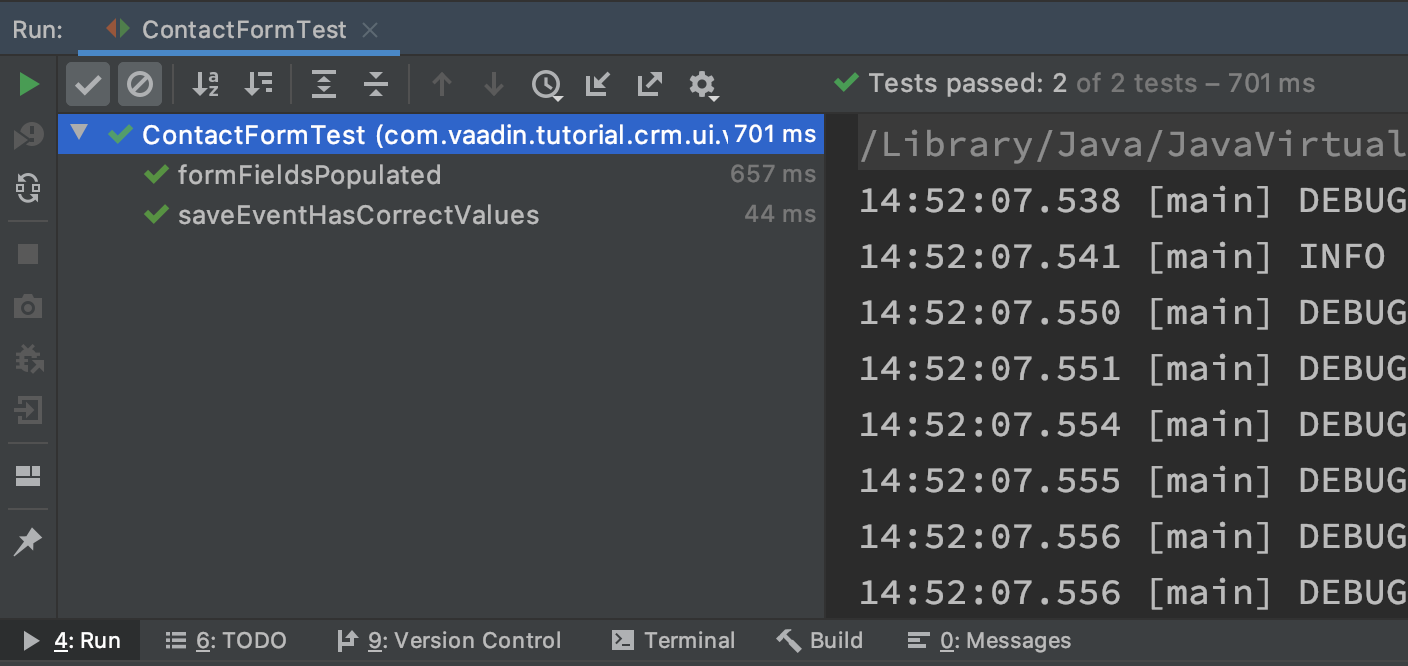 Run: ContactFormTest
Tests passed: 2 of 2 tests – 701 ms
ContactFormTest (com.vaadin.tutorial.crm.ui.v 701 ms
formFieldsPopulated 657 ms
saveEventHasCorrectValues 44 ms
/Library/Java/JavaVirtual
14:52:07.538 [main] DEBUG
14:52:07.541 [main] INFO
14:52:07.550 [main] DEBUG
14:52:07.551 [main] DEBUG
14:52:07.554 [main] DEBUG
14:52:07.555 [main] DEBUG
14:52:07.556 [main] DEBUG
14:52:07.556 [main] DEBUG
4: Run 6: TODO 9: Version Control Terminal Build 0: Messages